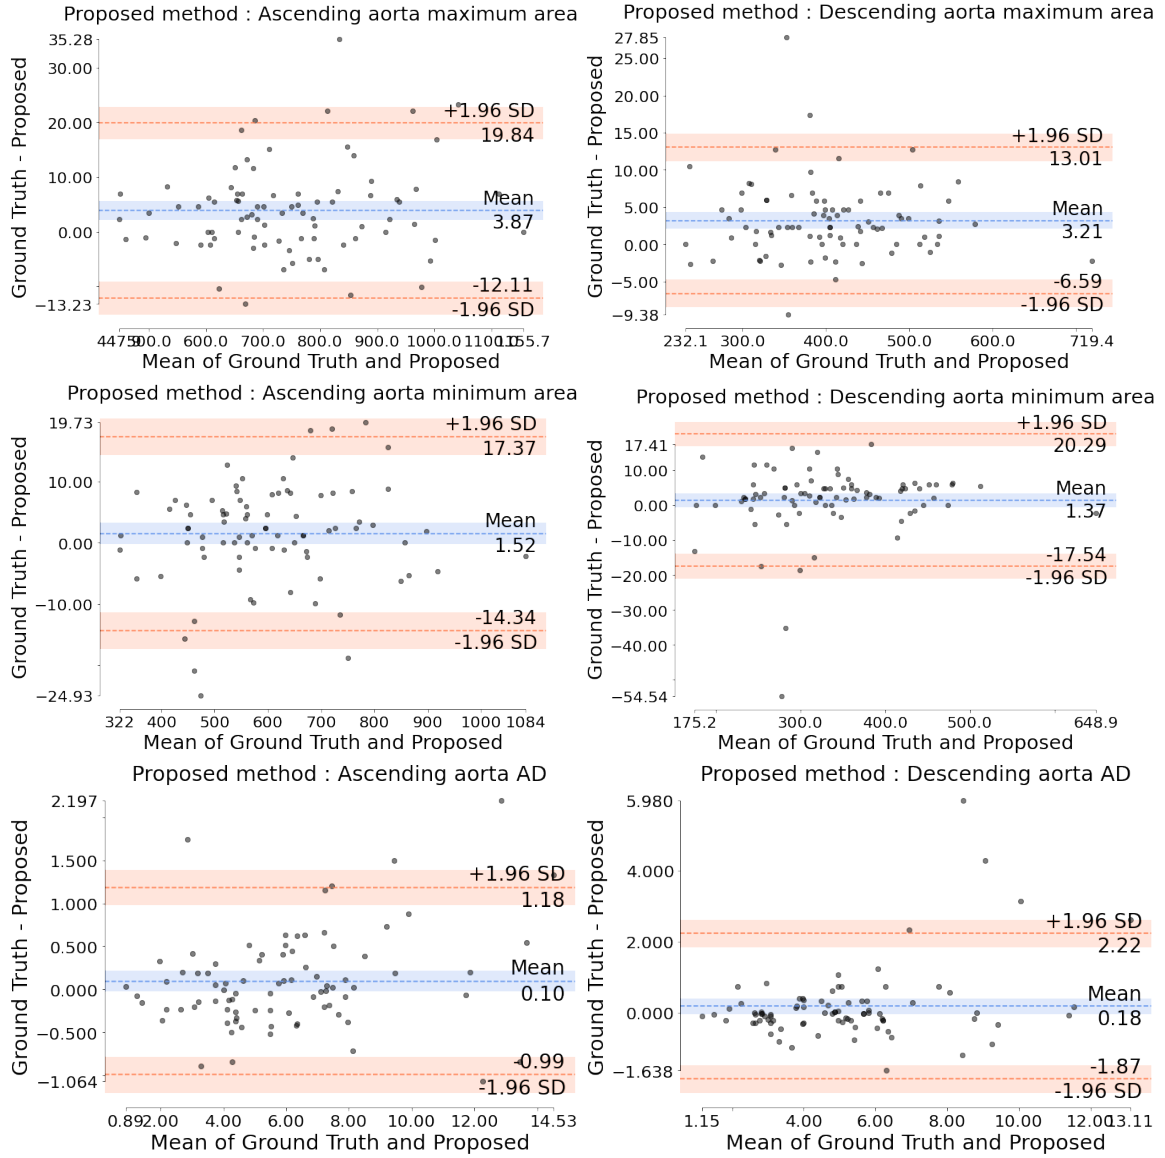 Proposed method : Ascending aorta maximum area
35.28
30.00
20.00
10.00
0.00
−13.23
Ground Truth - Proposed
+1.96 SD
19.84
Mean
3.87
-12.11
-1.96 SD
500.0
600.0
700.0
800.0
900.0
1000.0
1100.0
1155.7
Mean of Ground Truth and Proposed
Proposed method : Descending aorta maximum area
27.85
25.00
20.00
15.00
10.00
5.00
0.00
−5.00
−9.38
Ground Truth - Proposed
+1.96 SD
13.01
Mean
3.21
-6.59
-1.96 SD
232.1
300.0
400.0
500.0
600.0
719.4
Mean of Ground Truth and Proposed
Proposed method : Ascending aorta minimum area
19.73
10.00
0.00
−10.00
−24.93
Ground Truth - Proposed
+1.96 SD
17.37
Mean
1.52
-14.34
-1.96 SD
322
400
500
600
700
800
900
1000
1084
Mean of Ground Truth and Proposed
Proposed method : Descending aorta minimum area
17.41
10.00
0.00
−10.00
−20.00
−30.00
−40.00
−54.54
Ground Truth - Proposed
+1.96 SD
20.29
Mean
1.37
-17.54
-1.96 SD
175.2
300.0
400.0
500.0
648.9
Mean of Ground Truth and Proposed
Proposed method : Ascending aorta AD
2.197
1.500
1.000
0.500
0.000
−0.500
−1.064
Ground Truth - Proposed
+1.96 SD
1.18
Mean
0.10
-0.99
-1.96 SD
0.89
2.00
4.00
6.00
8.00
10.00
12.00
14.53
Mean of Ground Truth and Proposed
Proposed method : Descending aorta AD
5.980
4.000
2.000
0.000
−1.638
Ground Truth - Proposed
+1.96 SD
2.22
Mean
0.18
-1.87
-1.96 SD
1.15
4.00
6.00
8.00
10.00
12.00
13.11
Mean of Ground Truth and Proposed